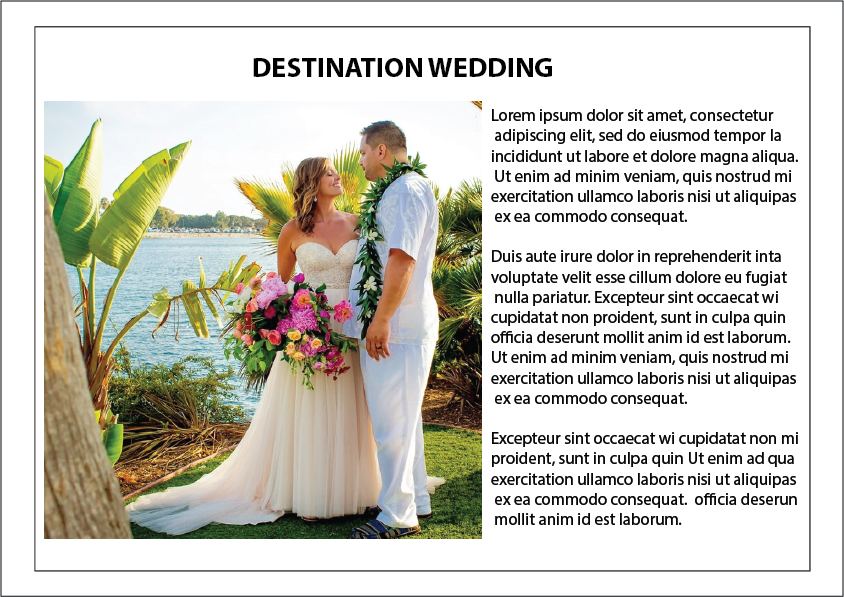 DESTINATION WEDDING
Lorem ipsum dolor sit amet, consectetur
adipiscing elit, sed do eiusmod tempor la
incididunt ut labore et dolore magna aliqua.
Ut enim ad minim veniam, quis nostrud mi
exercitation ullamco laboris nisi ut aliquipas
ex ea commodo consequat.
Duis aute irure dolor in reprehenderit inta
voluptate velit esse cillum dolore eu fugiat
nulla pariatur. Excepteur sint occaecat wi
cupidatat non proident, sunt in culpa quin
officia deserunt mollit anim id est laborum.
Ut enim ad minim veniam, quis nostrud mi
exercitation ullamco laboris nisi ut aliquipas
ex ea commodo consequat.
Excepteur sint occaecat wi cupidatat non mi
proident, sunt in culpa quin Ut enim ad qua
exercitation ullamco laboris nisi ut aliquipas
ex ea commodo consequat.  officia deserun
mollit anim id est laborum.